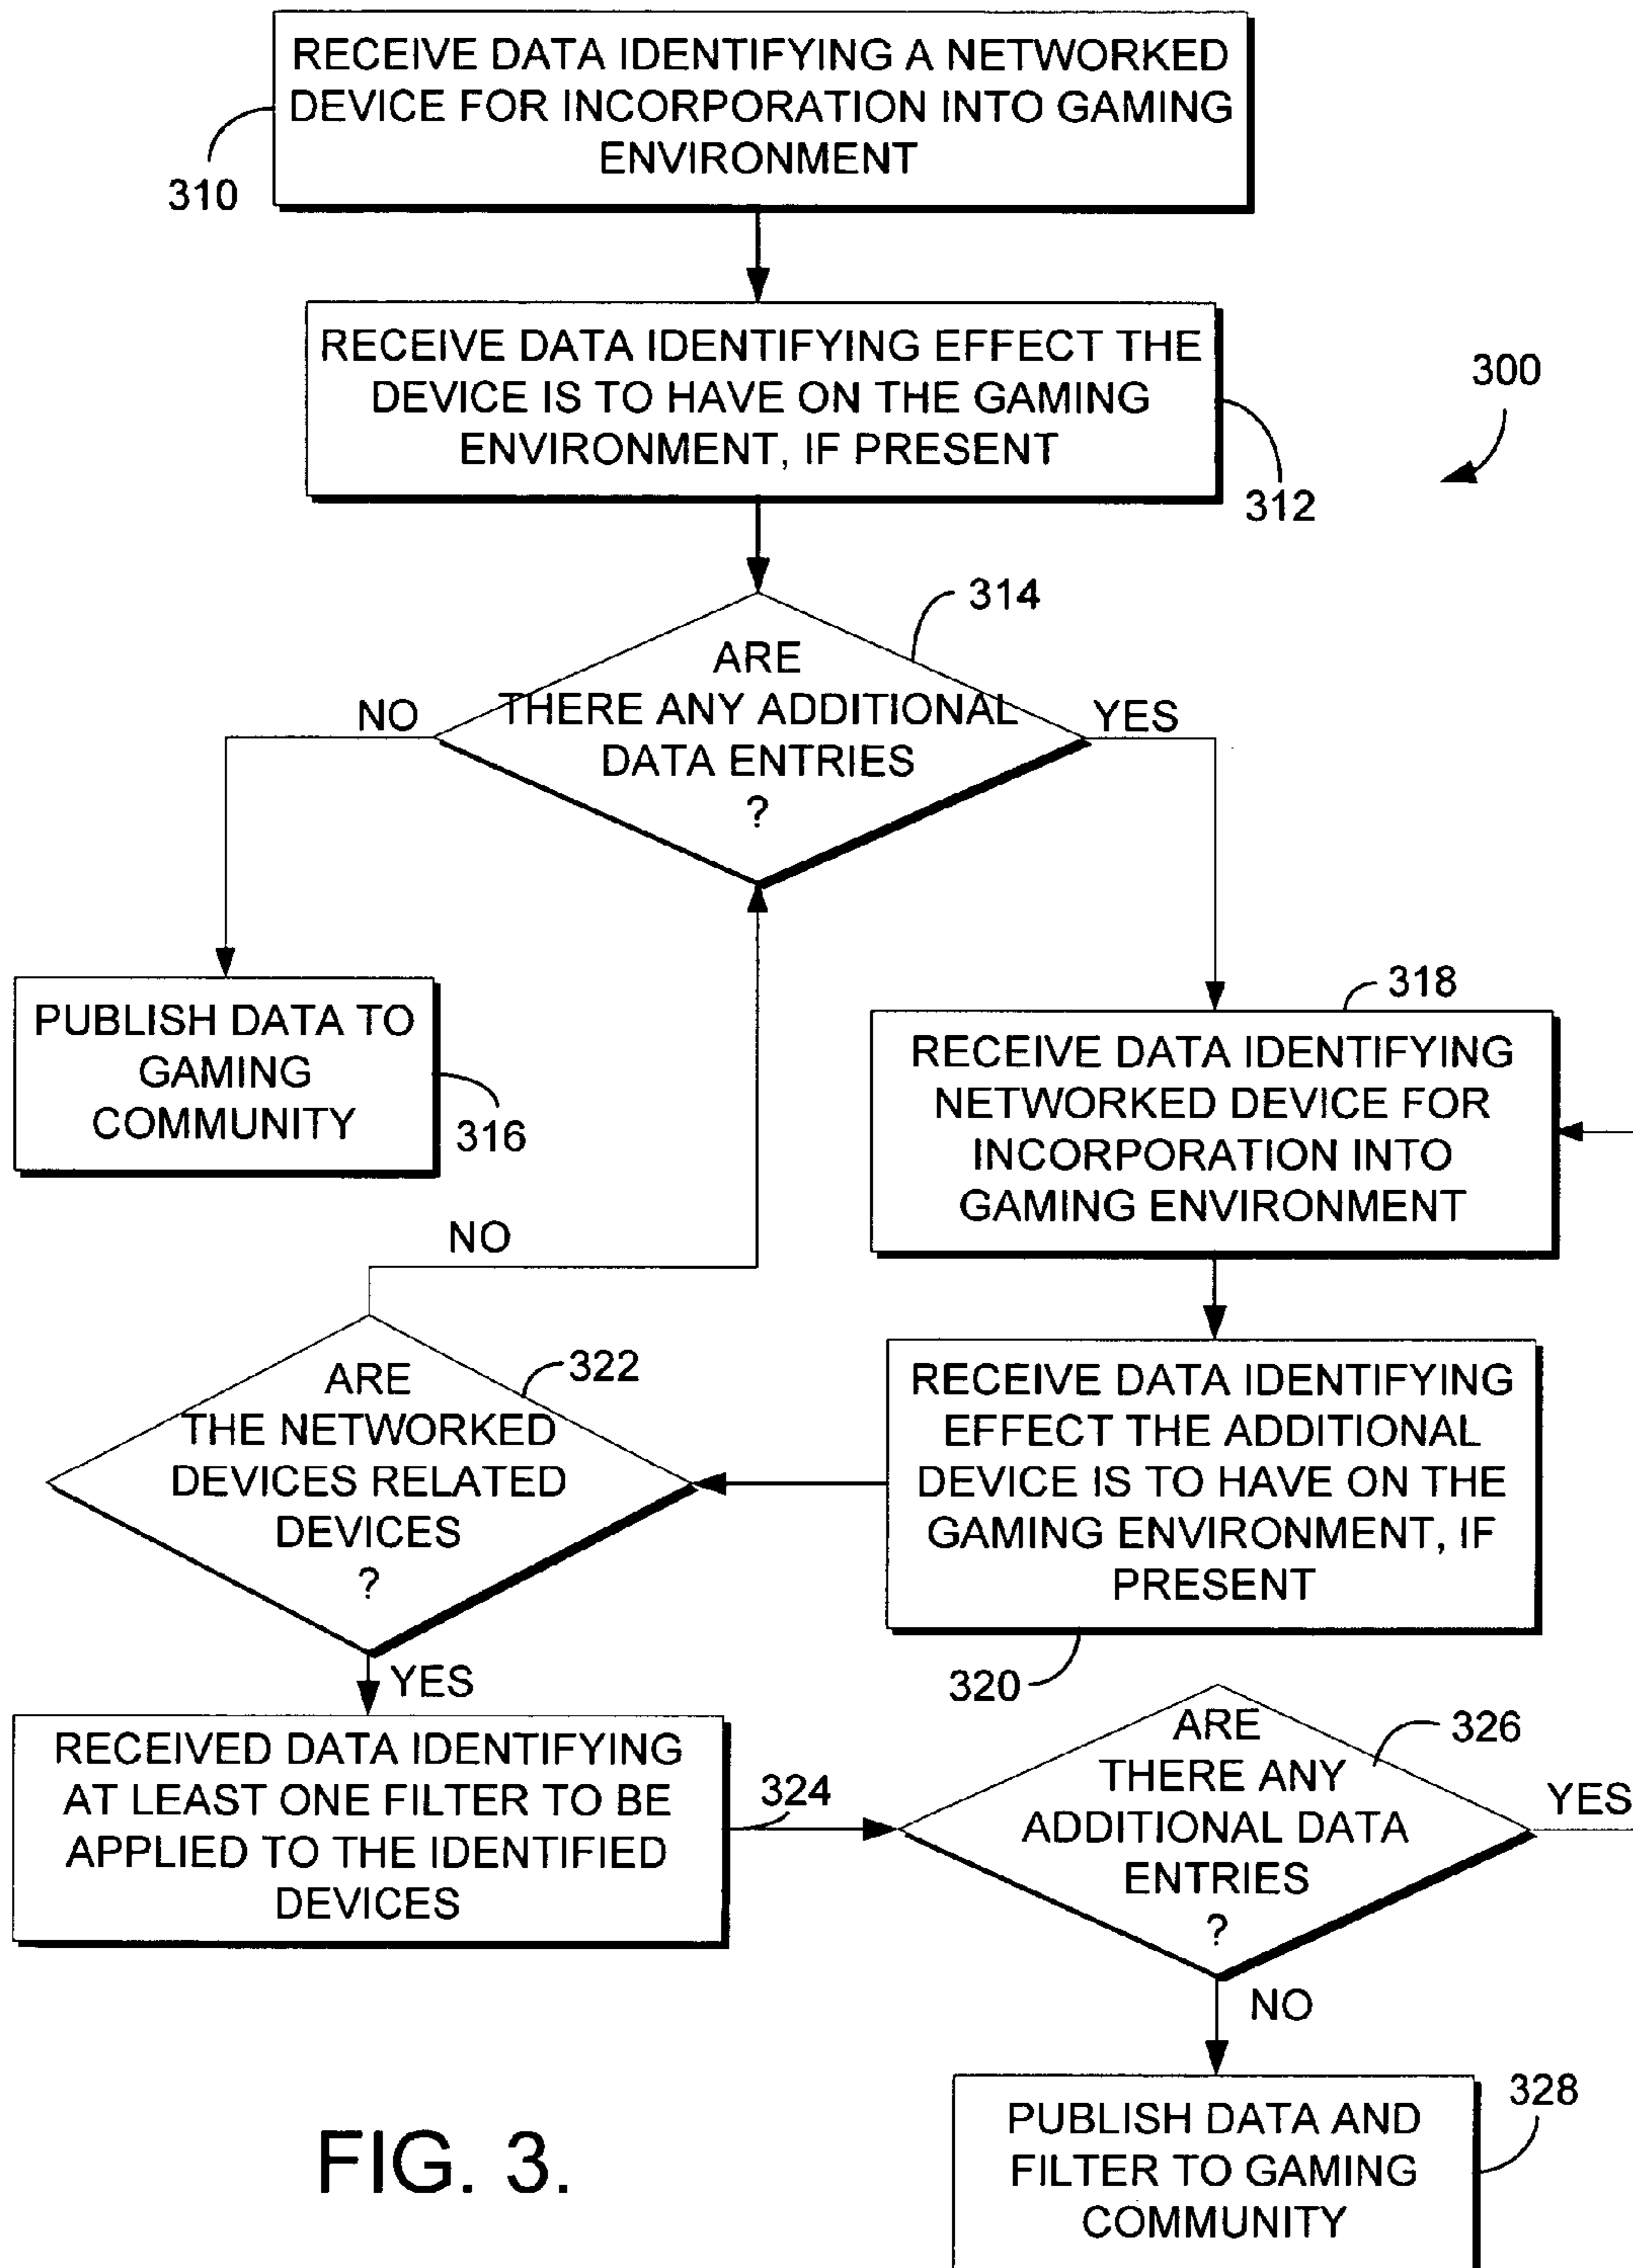 RECEIVE DATA IDENTIFYING A NETWORKED
DEVICE FOR INCORPORATION INTO GAMING
ENVIRONMENT
310
RECEIVE DATA IDENTIFYING EFFECT THE
DEVICE IS TO HAVE ON THE GAMING
ENVIRONMENT, IF PRESENT
300
312
314
ARE
THERE ANY ADDITIONAL
DATA ENTRIES
?
NO
YES
PUBLISH DATA TO
GAMING
COMMUNITY
316
318
RECEIVE DATA IDENTIFYING
NETWORKED DEVICE FOR
INCORPORATION INTO
GAMING ENVIRONMENT
NO
ARE
THE NETWORKED
DEVICES RELATED
DEVICES
?
322
RECEIVE DATA IDENTIFYING
EFFECT THE ADDITIONAL
DEVICE IS TO HAVE ON THE
GAMING ENVIRONMENT, IF
PRESENT
320
YES
RECEIVED DATA IDENTIFYING
AT LEAST ONE FILTER TO BE
APPLIED TO THE IDENTIFIED
DEVICES
324
ARE
THERE ANY
ADDITIONAL DATA
ENTRIES
?
326
YES
NO
PUBLISH DATA AND
FILTER TO GAMING
COMMUNITY
328
FIG. 3.